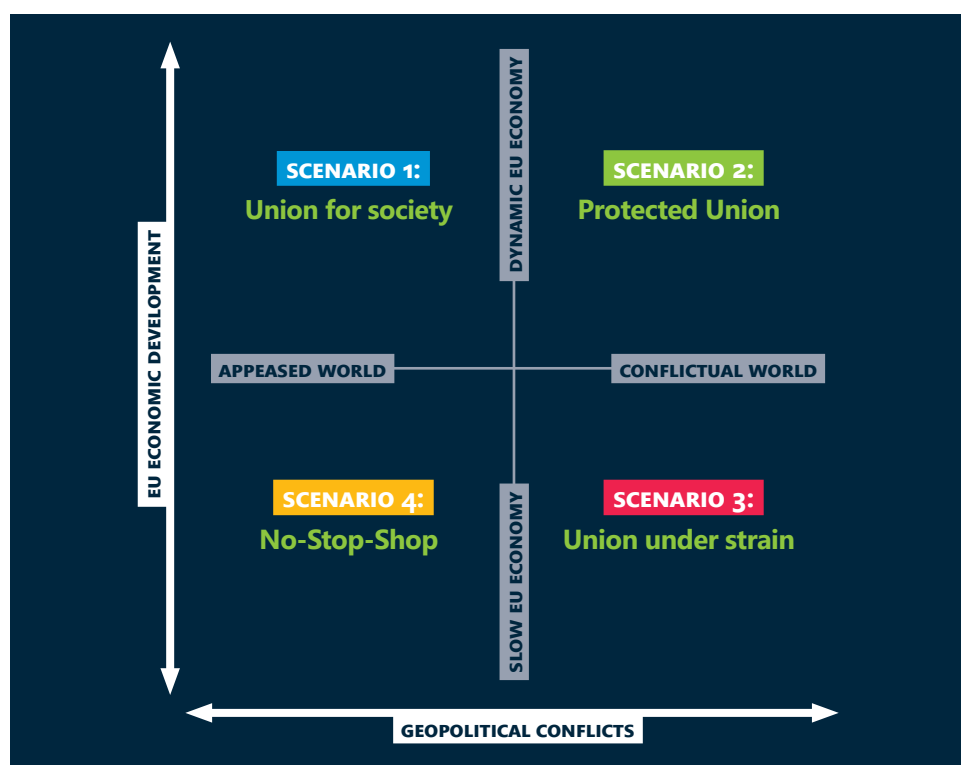 DYNAMIC EU ECONOMY
SCENARIO 1:
Union for society
SCENARIO 2:
Protected Union
EU ECONOMIC DEVELOPMENT
APPEASED WORLD
CONFLICTUAL WORLD
SCENARIO 4:
No-Stop-Shop
SCENARIO 3:
Union under strain
SLOW EU ECONOMY
GEOPOLITICAL CONFLICTS